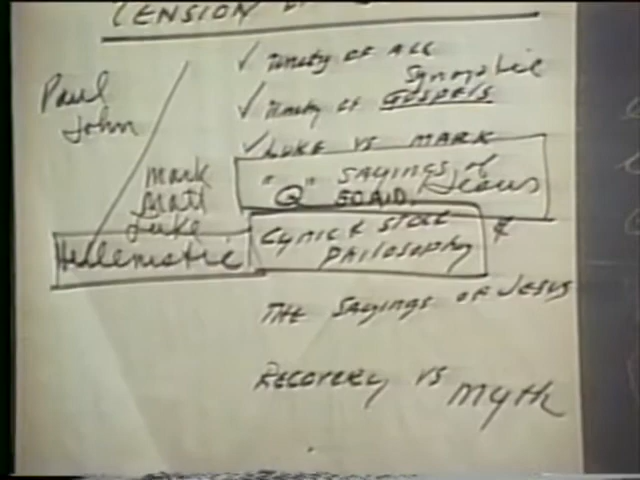 TENSION
✓ Unity of ALL
Synoptic
✓ Unity of GOSPELS
✓ LUKE VS MARK
"Q" SAYINGS of Jesus
50 A.D.
Cynic & Stoic
Philosophy
Paul
John
Mark
Matt
Luke
Hellenistic
THE SAYINGS OF JESUS
RECOVERY VS Myth